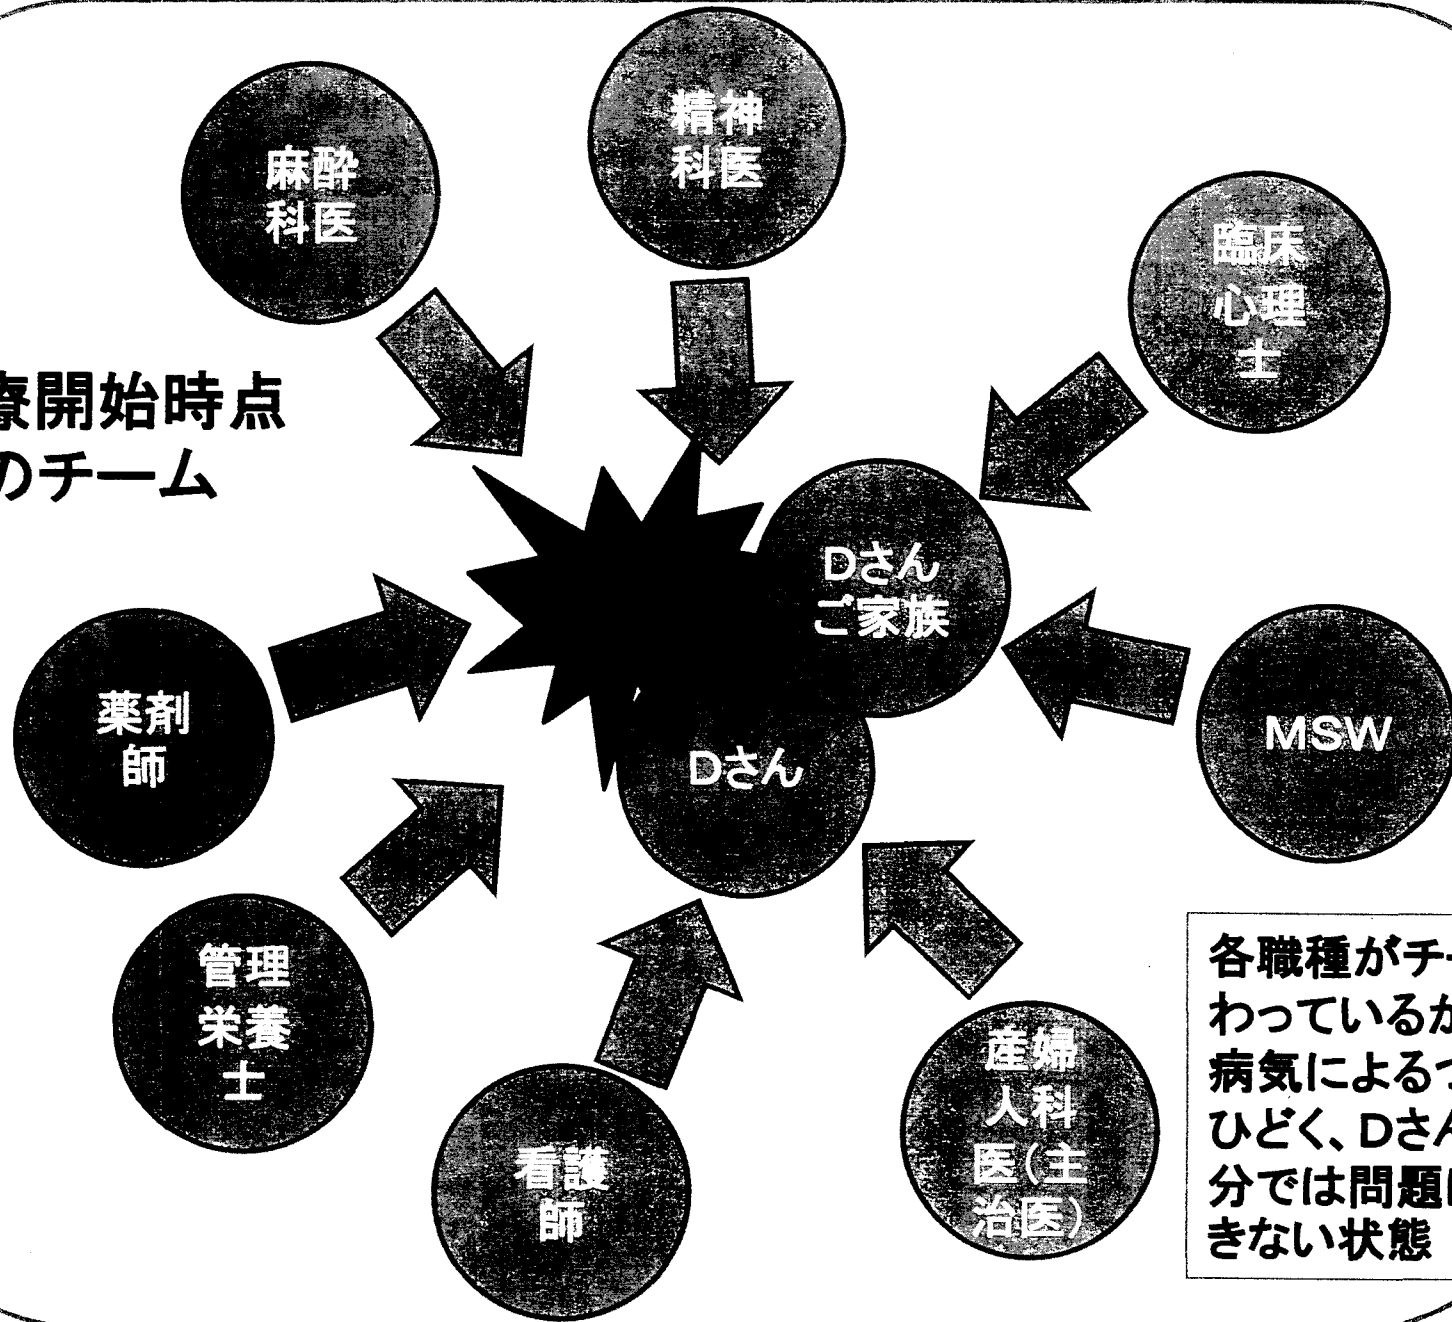 麻酔
科医
精神
科医
臨床
心理
士
療開始時点
のチーム
Dさん
ご家族
薬剤
師
Dさん
MSW
管理
栄養
士
看護
師
産婦
人科
医(主
治医)
各職種がチー
わっているが
病気によるつ
ひどく、Dさん
分では問題に
きない状態